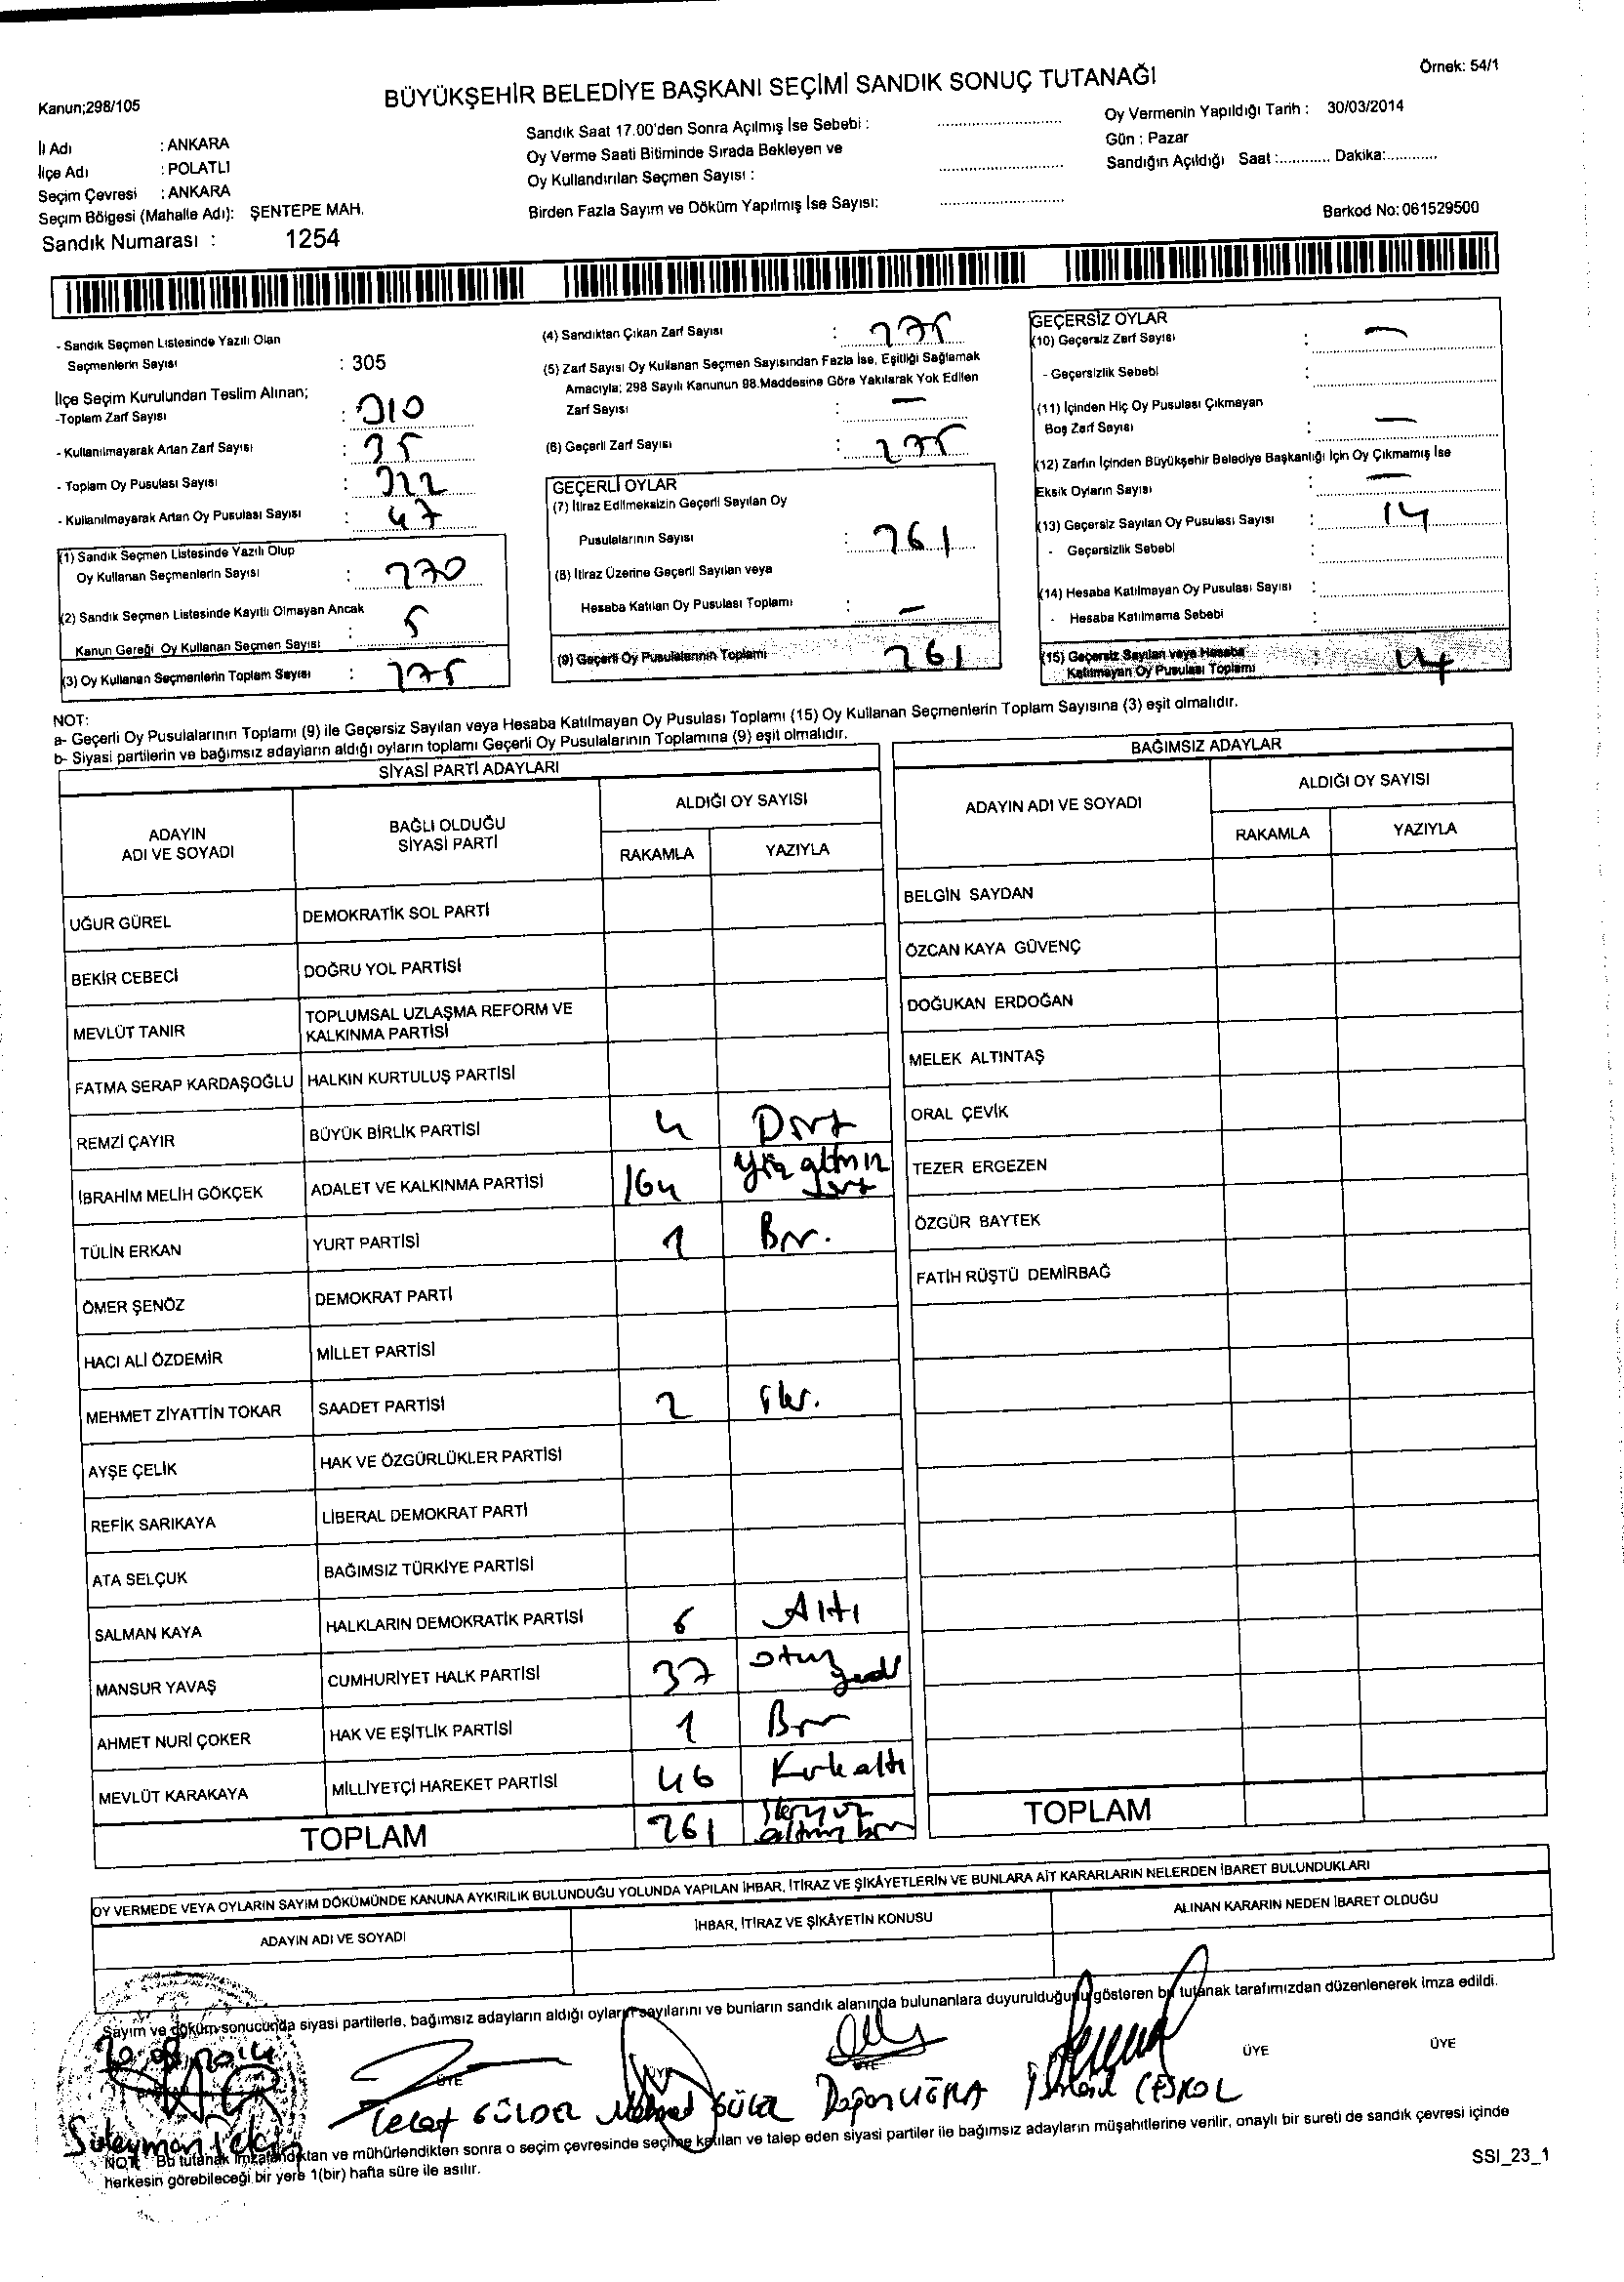 Örnek: 54/1
Kanun;298/105
BÜYÜKŞEHİR BELEDİYE BAŞKANI SEÇİMİ SANDIK SONUÇ TUTANAĞI
İl Adı : ANKARA
İlçe Adı : POLATLI
Seçim Çevresi : ANKARA
Seçim Bölgesi (Mahalle Adı): ŞENTEPE MAH.
Sandık Numarası : 1254
Sandık Saat 17.00'den Sonra Açılmış İse Sebebi :
Oy Verme Saati Bitiminde Sırada Bekleyen ve
Oy Kullandırılan Seçmen Sayısı :
Birden Fazla Sayım ve Döküm Yapılmış İse Sayısı:
Oy Vermenin Yapıldığı Tarih : 30/03/2014
Gün : Pazar
Sandığın Açıldığı Saat :........... Dakika:...........
Barkod No: 061529500
- Sandık Seçmen Listesinde Yazılı Olan
Seçmenlerin Sayısı : 305
İlçe Seçim Kurulundan Teslim Alınan;
-Toplam Zarf Sayısı : 310
- Kullanılmayarak Artan Zarf Sayısı : 35
- Toplam Oy Pusulası Sayısı : 322
- Kullanılmayarak Artan Oy Pusulası Sayısı : 47
(1) Sandık Seçmen Listesinde Yazılı Olup
Oy Kullanan Seçmenlerin Sayısı : 270
(2) Sandık Seçmen Listesinde Kayıtlı Olmayan Ancak
Kanun Gereği Oy Kullanan Seçmen Sayısı : 5
(3) Oy Kullanan Seçmenlerin Toplam Sayısı : 275
(4) Sandıktan Çıkan Zarf Sayısı : 275
(5) Zarf Sayısı Oy Kullanan Seçmen Sayısından Fazla İse, Eşitliği Sağlamak
Amacıyla; 298 Sayılı Kanunun 98.Maddesine Göre Yakılarak Yok Edilen
Zarf Sayısı : —
(6) Geçerli Zarf Sayısı : 275
GEÇERLİ OYLAR
(7) İtiraz Edilmeksizin Geçerli Sayılan Oy
Pusulalarının Sayısı : 261
(8) İtiraz Üzerine Geçerli Sayılan veya
Hesaba Katılan Oy Pusulası Toplamı : —
(9) Geçerli Oy Pusulalarının Toplamı 261
GEÇERSİZ OYLAR
(10) Geçersiz Zarf Sayısı : —
- Geçersizlik Sebebi :
(11) İçinden Hiç Oy Pusulası Çıkmayan
Boş Zarf Sayısı : —
(12) Zarfın İçinden Büyükşehir Belediye Başkanlığı İçin Oy Çıkmamış İse
Eksik Oyların Sayısı : —
(13) Geçersiz Sayılan Oy Pusulası Sayısı : 14
- Geçersizlik Sebebi :
(14) Hesaba Katılmayan Oy Pusulası Sayısı :
- Hesaba Katılmama Sebebi :
(15) Geçersiz Sayılan veya Hesaba
Katılmayan Oy Pusulası Toplamı : 14
NOT:
a- Geçerli Oy Pusulalarının Toplamı (9) ile Geçersiz Sayılan veya Hesaba Katılmayan Oy Pusulası Toplamı (15) Oy Kullanan Seçmenlerin Toplam Sayısına (3) eşit olmalıdır.
b- Siyasi partilerin ve bağımsız adayların aldığı oyların toplamı Geçerli Oy Pusulalarının Toplamına (9) eşit olmalıdır.
SİYASİ PARTİ ADAYLARI
ADAYIN ADI VE SOYADI
BAĞLI OLDUĞU SİYASİ PARTİ
ALDIĞI OY SAYISI
RAKAMLA YAZIYLA
UĞUR GÜREL DEMOKRATİK SOL PARTİ
BEKİR CEBECİ DOĞRU YOL PARTİSİ
MEVLÜT TANIR TOPLUMSAL UZLAŞMA REFORM VE
KALKINMA PARTİSİ
FATMA SERAP KARDAŞOĞLU HALKIN KURTULUŞ PARTİSİ
REMZİ ÇAYIR BÜYÜK BİRLİK PARTİSİ 4 Dört
İBRAHİM MELİH GÖKÇEK ADALET VE KALKINMA PARTİSİ 164 Yüz altmış
dört
TÜLİN ERKAN YURT PARTİSİ 1 Bir.
ÖMER ŞENÖZ DEMOKRAT PARTİ
HACI ALİ ÖZDEMİR MİLLET PARTİSİ
MEHMET ZİYATTİN TOKAR SAADET PARTİSİ 2 İki.
AYŞE ÇELİK HAK VE ÖZGÜRLÜKLER PARTİSİ
REFİK SARIKAYA LİBERAL DEMOKRAT PARTİ
ATA SELÇUK BAĞIMSIZ TÜRKİYE PARTİSİ
SALMAN KAYA HALKLARIN DEMOKRATİK PARTİSİ 6 Altı
MANSUR YAVAŞ CUMHURİYET HALK PARTİSİ 37 otuz
yedi
AHMET NURİ ÇOKER HAK VE EŞİTLİK PARTİSİ 1 Bir
MEVLÜT KARAKAYA MİLLİYETÇİ HAREKET PARTİSİ 46 Kırkaltı
TOPLAM 261 ikiyüz
altmış bir
BAĞIMSIZ ADAYLAR
ADAYIN ADI VE SOYADI
ALDIĞI OY SAYISI
RAKAMLA YAZIYLA
BELGİN SAYDAN
ÖZCAN KAYA GÜVENÇ
DOĞUKAN ERDOĞAN
MELEK ALTINTAŞ
ORAL ÇEVİK
TEZER ERGEZEN
ÖZGÜR BAYTEK
FATİH RÜŞTÜ DEMİRBAĞ
TOPLAM
OY VERMEDE VEYA OYLARIN SAYIM DÖKÜMÜNDE KANUNA AYKIRILIK BULUNDUĞU YOLUNDA YAPILAN İHBAR, İTİRAZ VE ŞİKÂYETLERİN VE BUNLARA AİT KARARLARIN NELERDEN İBARET BULUNDUKLARI
ADAYIN ADI VE SOYADI İHBAR, İTİRAZ VE ŞİKÂYETİN KONUSU ALINAN KARARIN NEDEN İBARET OLDUĞU
Sayım ve döküm sonucunda siyasi partilerle, bağımsız adayların aldığı oyların sayılarını ve bunların sandık alanında bulunanlara duyurulduğunu gösteren bu tutanak tarafımızdan düzenlenerek imza edildi.
ÜYE ÜYE ÜYE ÜYE ÜYE
Süleyman Tekin Telat GÜLDEL Mehmet GÜLER Doğan UĞRA İsmail
NOT: Bu tutanak imzalandıktan ve mühürlendikten sonra o seçim çevresinde seçime katılan ve talep eden siyasi partiler ile bağımsız adayların müşahitlerine verilir, onaylı bir sureti de sandık çevresi içinde
herkesin görebileceği bir yere 1(bir) hafta süre ile asılır.
SSI_23_1